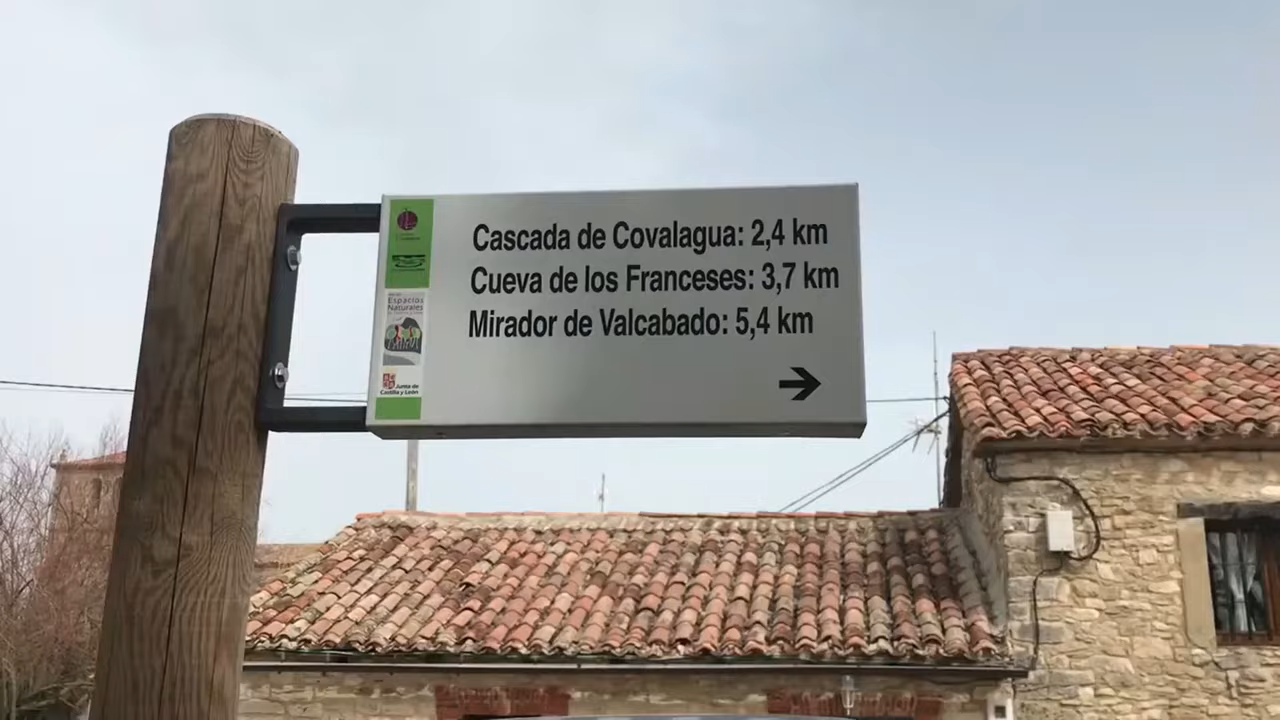 Cascada de Covalagua: 2,4 km
Cueva de los Franceses: 3,7 km
Mirador de Valcabado: 5,4 km
Espacios
Naturales
Junta de
Castilla y León